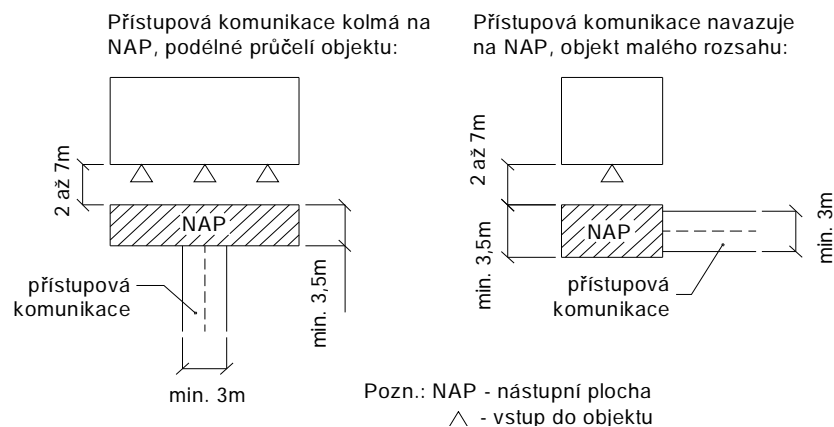 Přístupová komunikace kolmá na
NAP, podélné průčelí objektu:
2 až 7m
NAP
min. 3,5m
přístupová
komunikace
min. 3m
Přístupová komunikace navazuje
na NAP, objekt malého rozsahu:
2 až 7m
NAP
min. 3,5m
min. 3m
přístupová
komunikace
Pozn.: NAP - nástupní plocha
- vstup do objektu